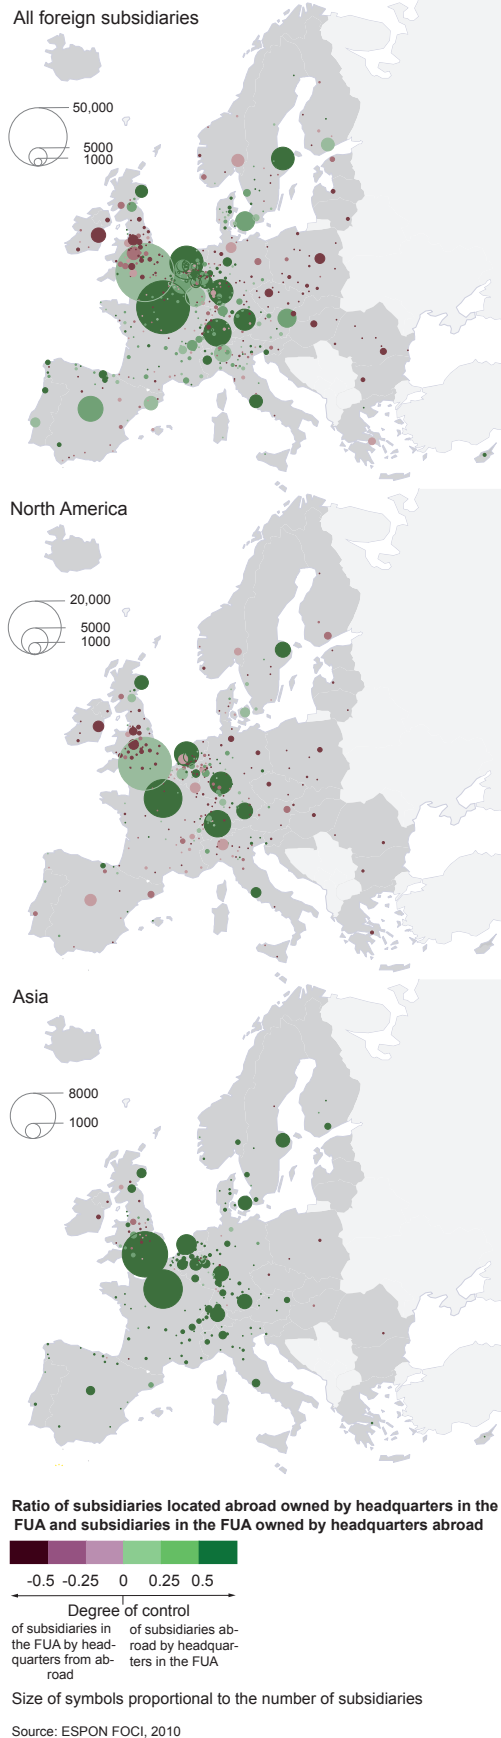 All foreign subsidiaries
50,000
5000
1000
North America
20,000
5000
1000
Asia
8000
1000
Ratio of subsidiaries located abroad owned by headquarters in the
FUA and subsidiaries in the FUA owned by headquarters abroad
-0.5 -0.25 0 0.25 0.5
Degree of control
of subsidiaries in
the FUA by head-
quarters from ab-
road
of subsidiaries ab-
road by headquar-
ters in the FUA
Size of symbols proportional to the number of subsidiaries
Source: ESPON FOCI, 2010